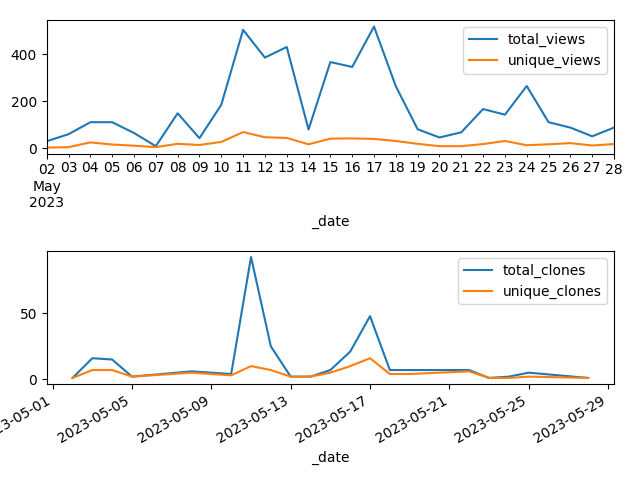 400
200
0
total_views
unique_views
02 03 04 05 06 07 08 09 10 11 12 13 14 15 16 17 18 19 20 21 22 23 24 25 26 27 28
May
2023
_date
50
0
total_clones
unique_clones
23-05-01 2023-05-05 2023-05-09 2023-05-13 2023-05-17 2023-05-21 2023-05-25 2023-05-29
_date